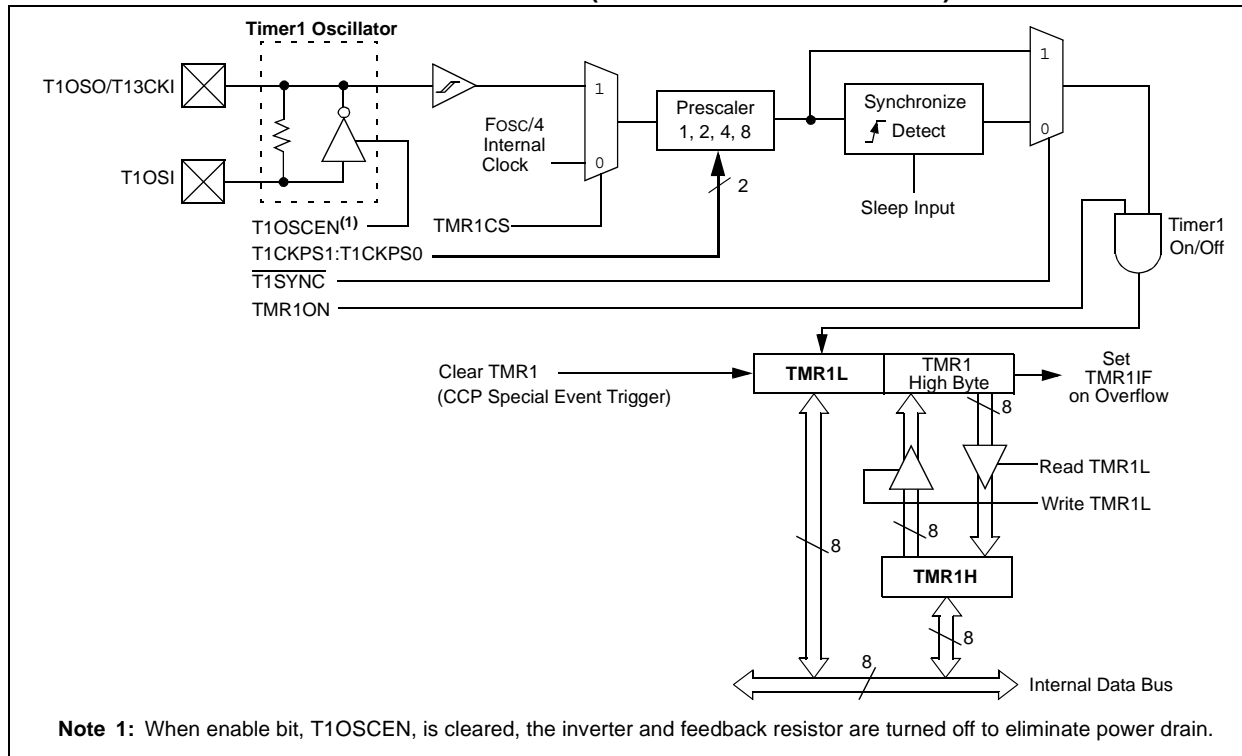 Timer1 Oscillator
T1OSO/T13CKI
T1OSI
1
0
FOSC/4
Internal
Clock
Prescaler
1, 2, 4, 8
2
Synchronize
Detect
Sleep Input
1
0
T1OSCEN(1)
TMR1CS
T1CKPS1:T1CKPS0
T1SYNC
TMR1ON
Timer1
On/Off
Clear TMR1
(CCP Special Event Trigger)
TMR1L
TMR1
High Byte
Set
TMR1IF
on Overflow
8
Read TMR1L
Write TMR1L
8
8
TMR1H
8
8
Internal Data Bus
Note 1: When enable bit, T1OSCEN, is cleared, the inverter and feedback resistor are turned off to eliminate power drain.